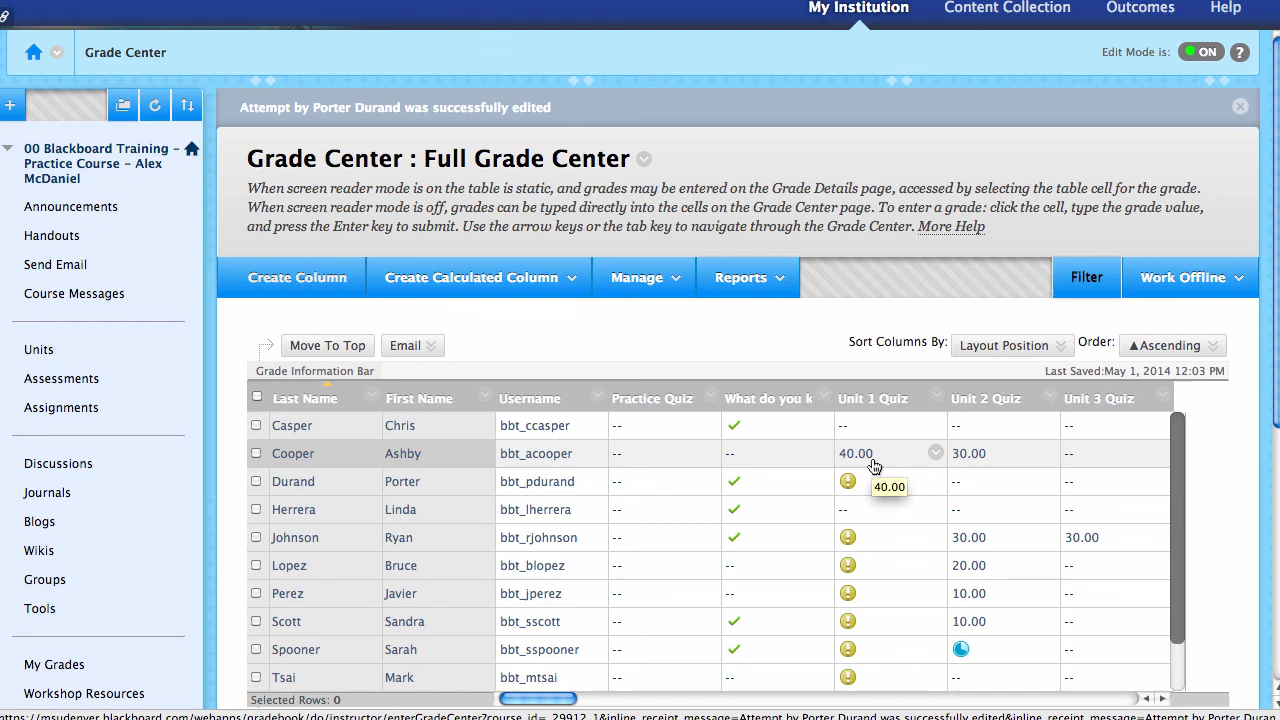 My Institution Content Collection Outcomes Help
Grade Center Edit Mode is: ON ?
Attempt by Porter Durand was successfully edited
00 Blackboard Training –
Practice Course – Alex
McDaniel
Announcements
Handouts
Send Email
Course Messages
Units
Assessments
Assignments
Discussions
Journals
Blogs
Wikis
Groups
Tools
My Grades
Workshop Resources
Grade Center : Full Grade Center
When screen reader mode is on the table is static, and grades may be entered on the Grade Details page, accessed by selecting the table cell for the grade.
When screen reader mode is off, grades can be typed directly into the cells on the Grade Center page. To enter a grade: click the cell, type the grade value,
and press the Enter key to submit. Use the arrow keys or the tab key to navigate through the Grade Center. More Help
Create Column Create Calculated Column Manage Reports Filter Work Offline
Move To Top Email Sort Columns By: Layout Position Order: ▲Ascending
Grade Information Bar Last Saved:May 1, 2014 12:03 PM
Last Name First Name Username Practice Quiz What do you k Unit 1 Quiz Unit 2 Quiz Unit 3 Quiz
Casper Chris bbt_ccasper -- -- -- --
Cooper Ashby bbt_acooper -- -- 40.00 30.00 --
40.00
Durand Porter bbt_pdurand -- -- --
Herrera Linda bbt_lherrera -- -- -- --
Johnson Ryan bbt_rjohnson -- 30.00 30.00
Lopez Bruce bbt_blopez -- -- 20.00 --
Perez Javier bbt_jperez -- -- 10.00 --
Scott Sandra bbt_sscott -- 10.00 --
Spooner Sarah bbt_sspooner -- --
Tsai Mark bbt_mtsai -- -- -- --
Selected Rows: 0